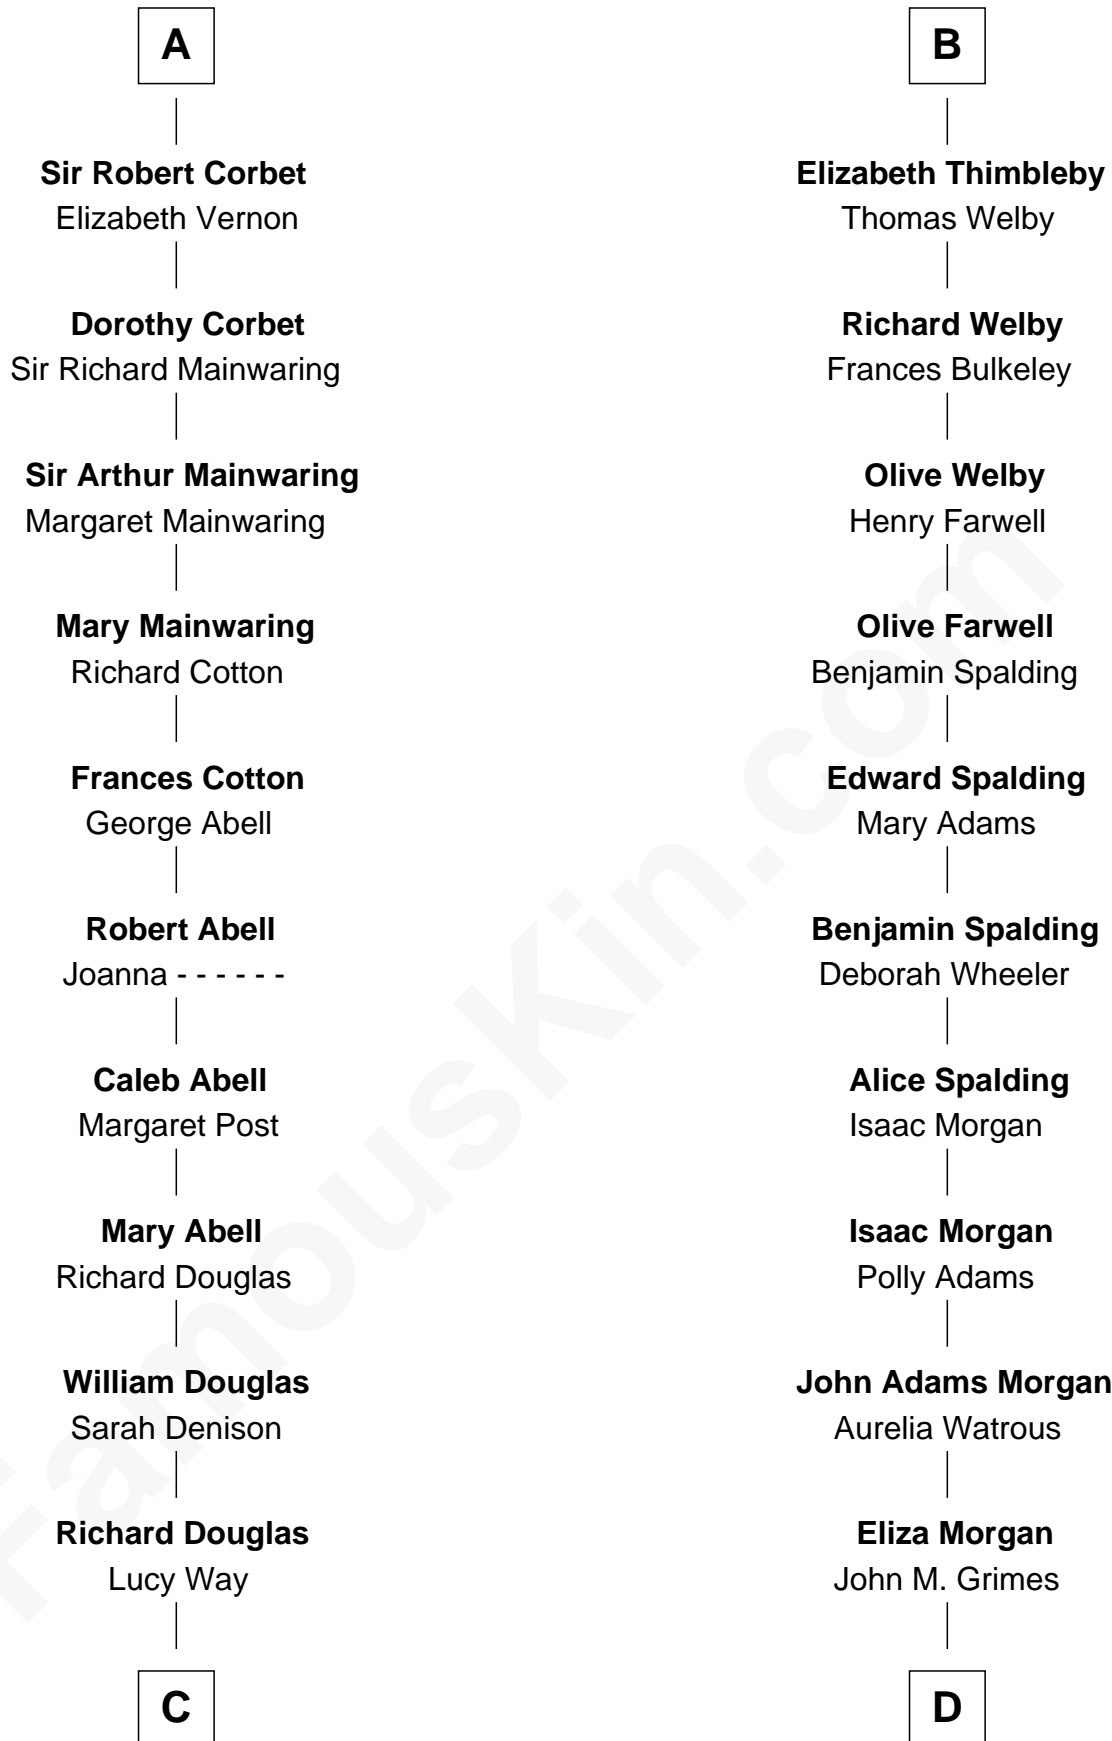 A
Sir Robert Corbet
Elizabeth Vernon
Dorothy Corbet
Sir Richard Mainwaring
Sir Arthur Mainwaring
Margaret Mainwaring
Mary Mainwaring
Richard Cotton
Frances Cotton
George Abell
Robert Abell
Joanna - - - - - -
Caleb Abell
Margaret Post
Mary Abell
Richard Douglas
William Douglas
Sarah Denison
Richard Douglas
Lucy Way
C
B
Elizabeth Thimbleby
Thomas Welby
Richard Welby
Frances Bulkeley
Olive Welby
Henry Farwell
Olive Farwell
Benjamin Spalding
Edward Spalding
Mary Adams
Benjamin Spalding
Deborah Wheeler
Alice Spalding
Isaac Morgan
Isaac Morgan
Polly Adams
John Adams Morgan
Aurelia Watrous
Eliza Morgan
John M. Grimes
D
FamousKin.com